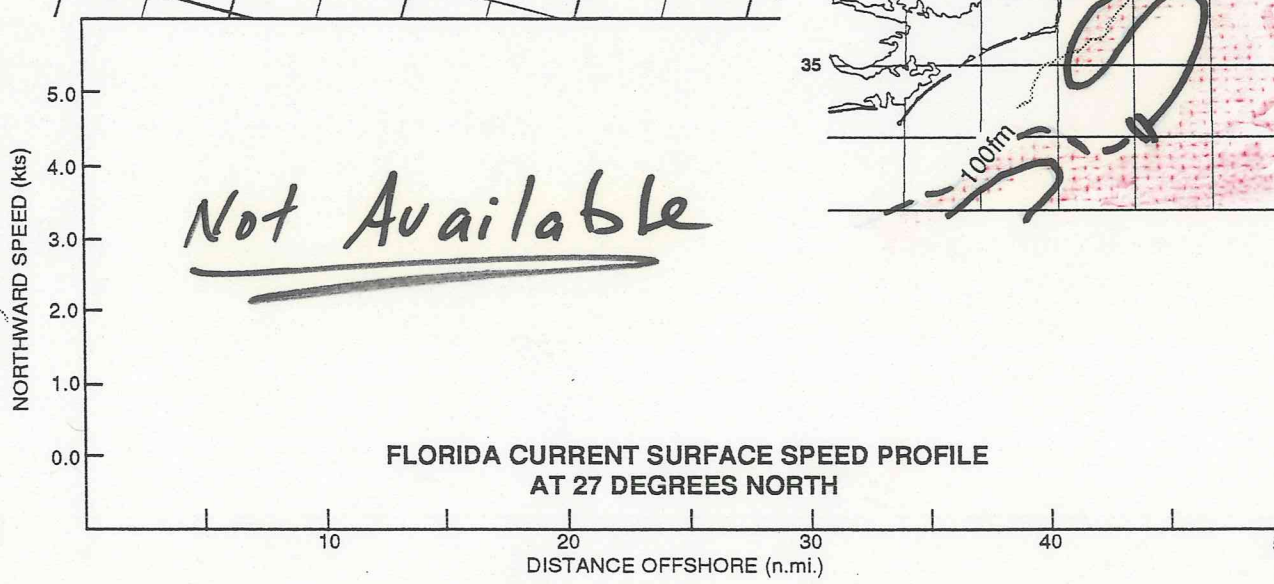 35
100fm
5.0
4.0
3.0
2.0
1.0
0.0
NORTHWARD SPEED (kts)
Not Available
FLORIDA CURRENT SURFACE SPEED PROFILE
AT 27 DEGREES NORTH
10 20 30 40
DISTANCE OFFSHORE (n.mi.)